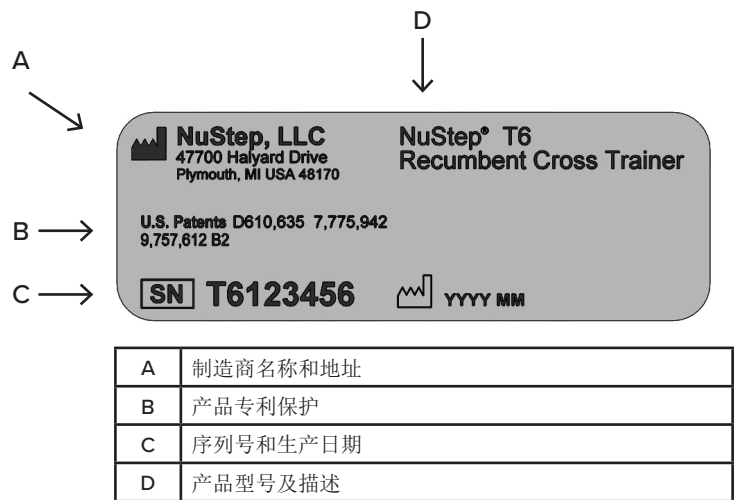 D
A
NuStep, LLC
47700 Halyard Drive
Plymouth, MI USA 48170
NuStep® T6
Recumbent Cross Trainer
B
U.S. Patents D610,635 7,775,942
9,757,612 B2
C
SN T6123456 YYYY MM
A 制造商名称和地址
B 产品专利保护
C 序列号和生产日期
D 产品型号及描述